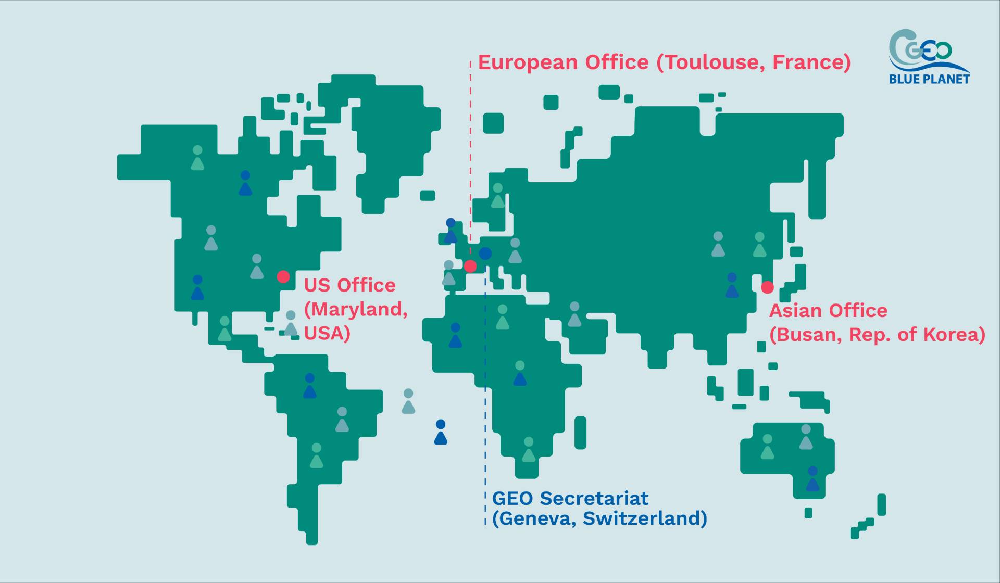 GEO
BLUE PLANET
European Office (Toulouse, France)
US Office
(Maryland,
USA)
Asian Office
(Busan, Rep. of Korea)
GEO Secretariat
(Geneva, Switzerland)